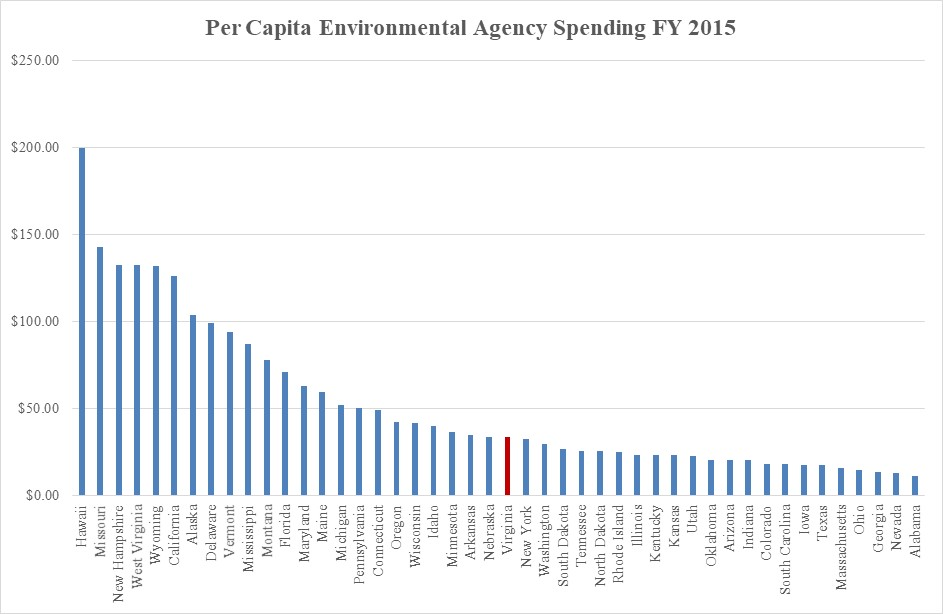 Per Capita Environmental Agency Spending FY 2015
$250.00
$200.00
$150.00
$100.00
$50.00
$0.00
Hawaii
Missouri
New Hampshire
West Virginia
Wyoming
California
Alaska
Delaware
Vermont
Mississippi
Montana
Florida
Maryland
Maine
Michigan
Pennsylvania
Connecticut
Oregon
Wisconsin
Idaho
Minnesota
Arkansas
Nebraska
Virginia
New York
Washington
South Dakota
Tennessee
North Dakota
Rhode Island
Illinois
Kentucky
Kansas
Utah
Oklahoma
Arizona
Indiana
Colorado
South Carolina
Iowa
Texas
Massachusetts
Ohio
Georgia
Nevada
Alabama